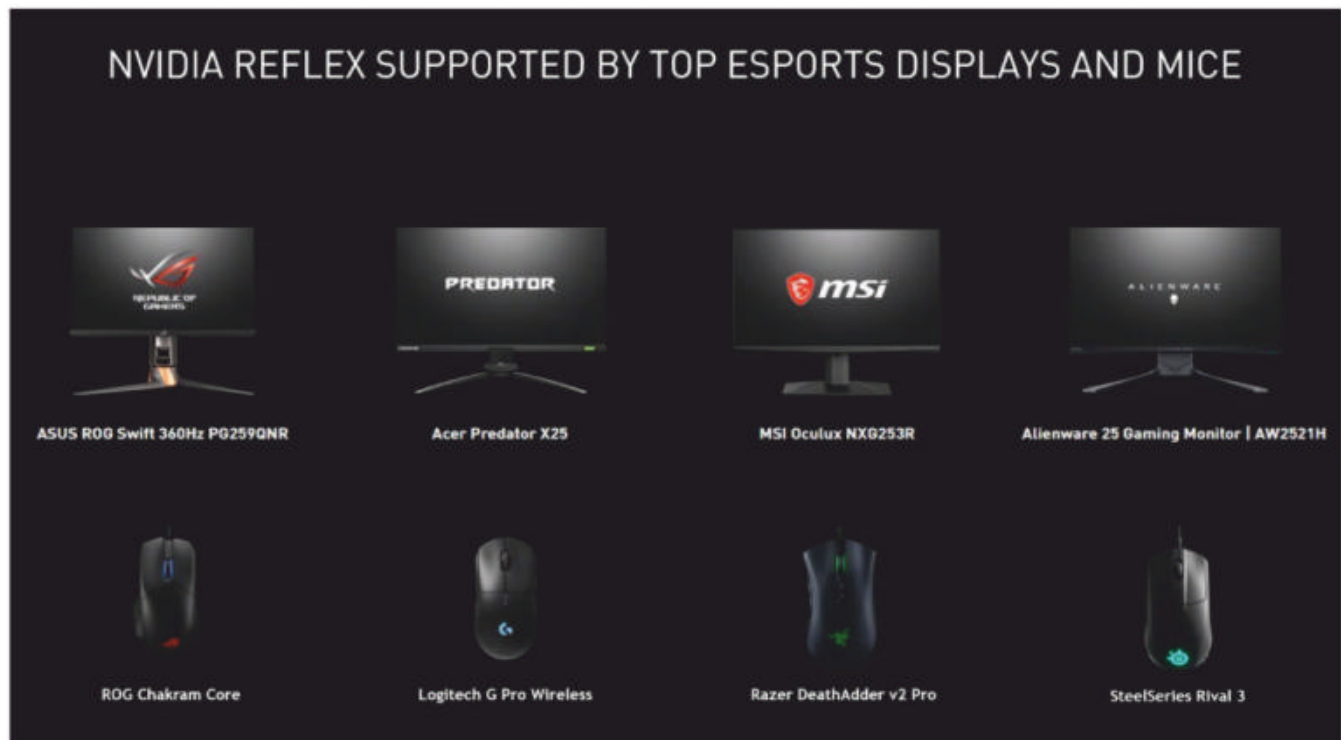 NVIDIA REFLEX SUPPORTED BY TOP ESPORTS DISPLAYS AND MICE
REPUBLIC OF
GAMERS
PREDATOR
msi
ALIENWARE
ASUS ROG Swift 360Hz PG259QNR
Acer Predator X25
MSI Oculux NXG253R
Alienware 25 Gaming Monitor | AW2521H
ROG Chakram Core
Logitech G Pro Wireless
Razer DeathAdder v2 Pro
SteelSeries Rival 3